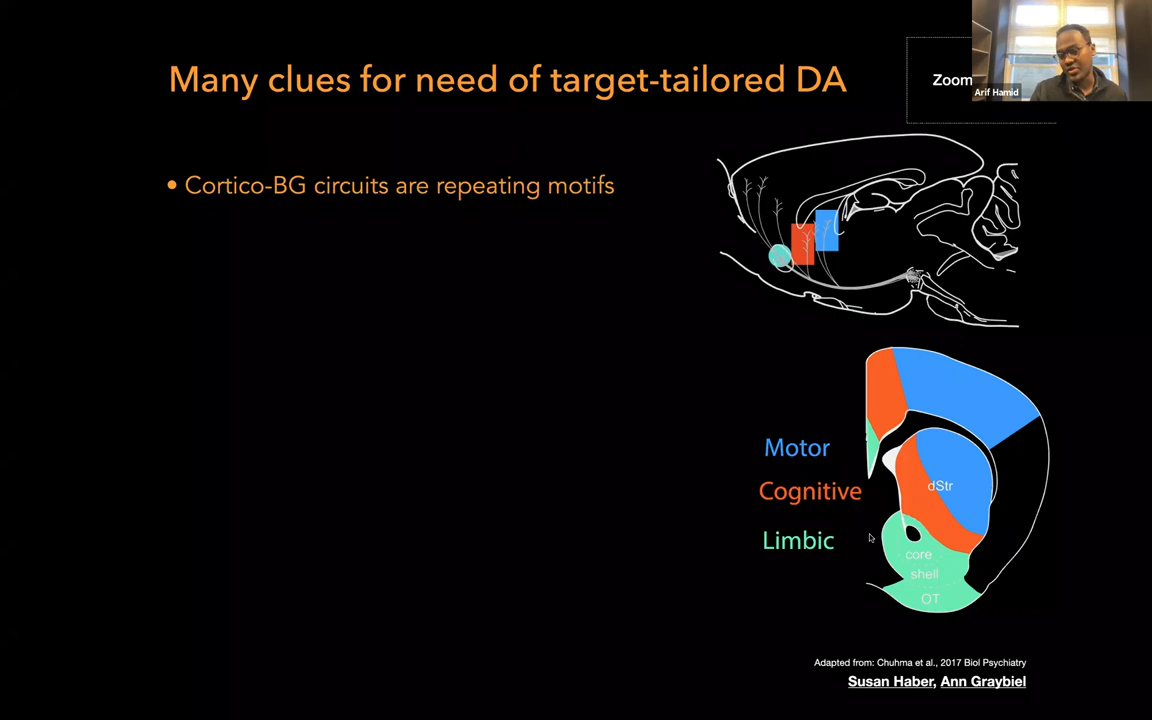 Many clues for need of target-tailored DA
Zoom
Arif Hamid
• Cortico-BG circuits are repeating motifs
Motor
Cognitive
Limbic
dStr
core
shell
OT
Adapted from: Chuhma et al., 2017 Biol Psychiatry
Susan Haber, Ann Graybiel